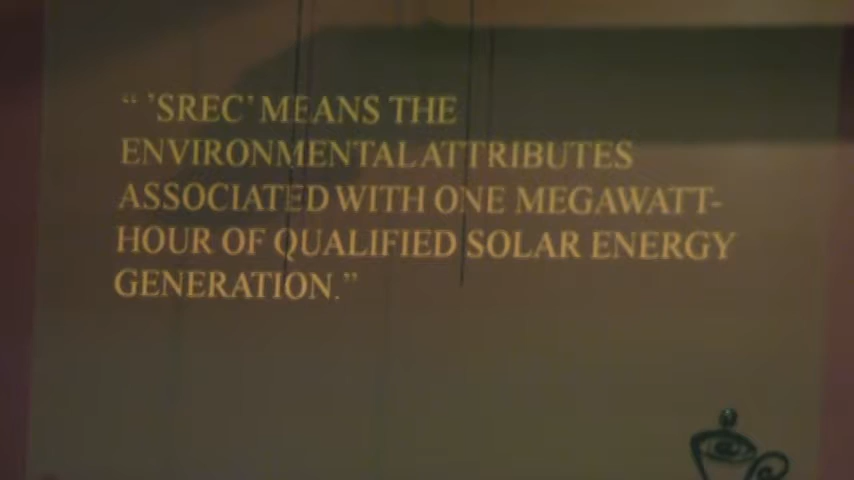 “ ’SREC’ MEANS THE
ENVIRONMENTAL ATTRIBUTES
ASSOCIATED WITH ONE MEGAWATT-
HOUR OF QUALIFIED SOLAR ENERGY
GENERATION.”